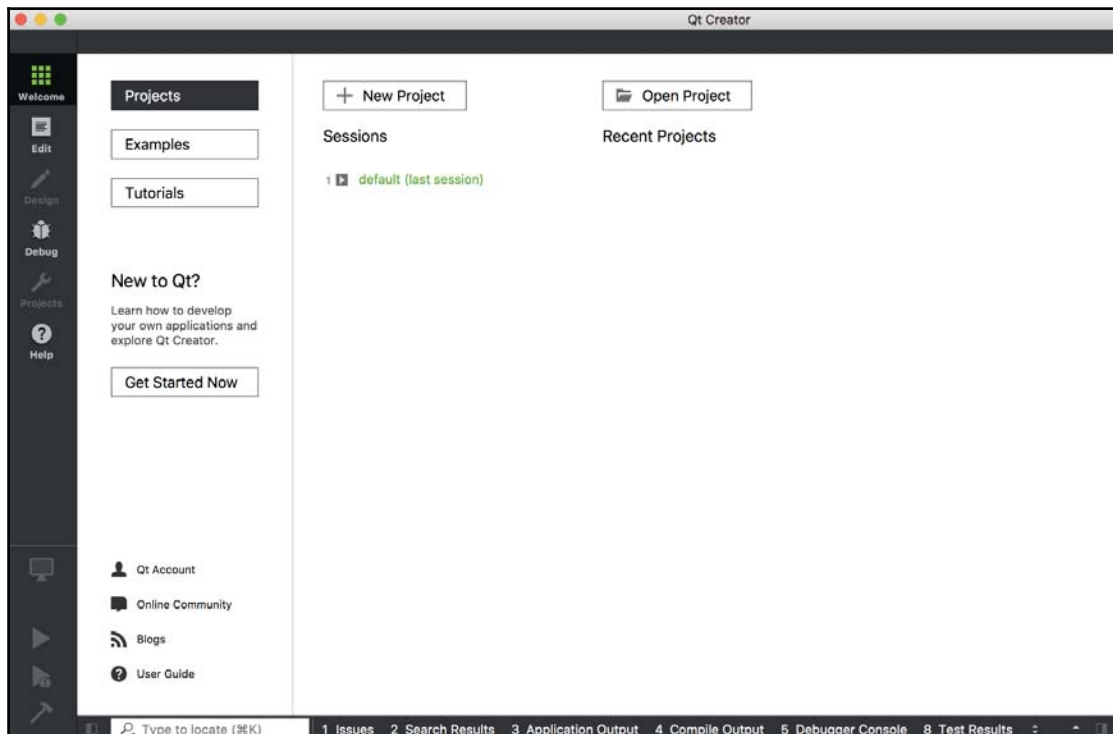 Qt Creator
Welcome
Edit
Design
Debug
Projects
Help
Projects
Examples
Tutorials
New to Qt?
Learn how to develop
your own applications and
explore Qt Creator.
Get Started Now
Qt Account
Online Community
Blogs
User Guide
New Project
Sessions
1 default (last session)
Open Project
Recent Projects
Type to locate (⌘K)
1 Issues 2 Search Results 3 Application Output 4 Compile Output 5 Debugger Console 8 Test Results